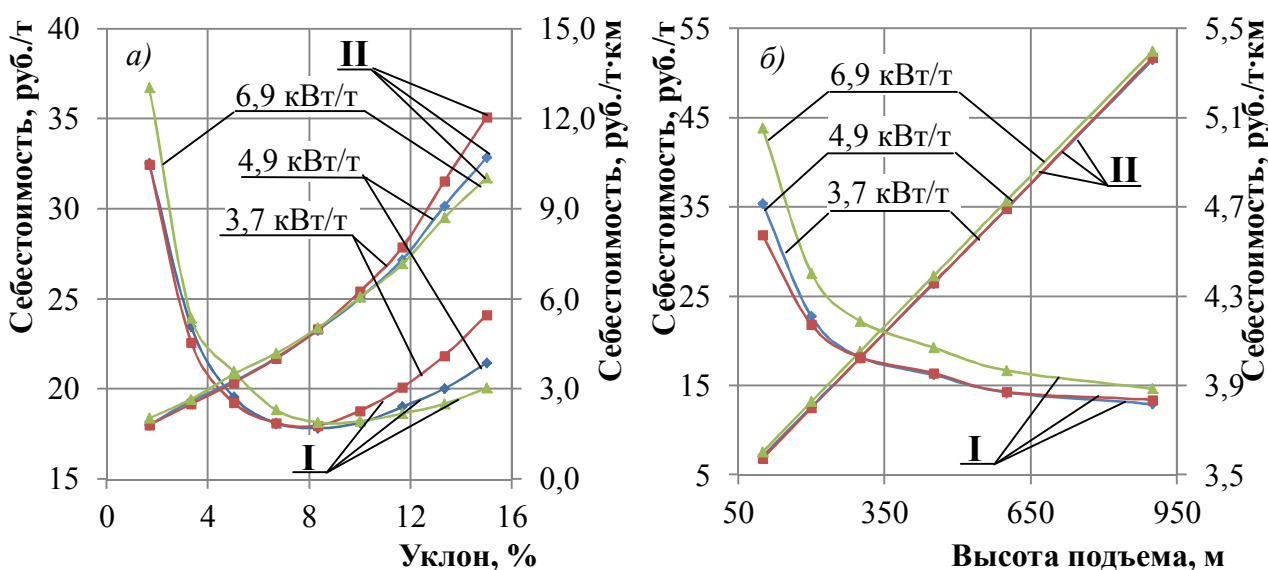 а)
Себестоимость, руб./т
40
35
30
25
20
15
0
4
8
12
16
Уклон, %
15,0
12,0
9,0
6,0
3,0
0,0
Себестоимость, руб./т·км
II
6,9 кВт/т
4,9 кВт/т
3,7 кВт/т
I
б)
Себестоимость, руб./т
55
45
35
25
15
5
50
350
650
950
Высота подъема, м
5,5
5,1
4,7
4,3
3,9
3,5
Себестоимость, руб./т·км
6,9 кВт/т
4,9 кВт/т
3,7 кВт/т
II
I